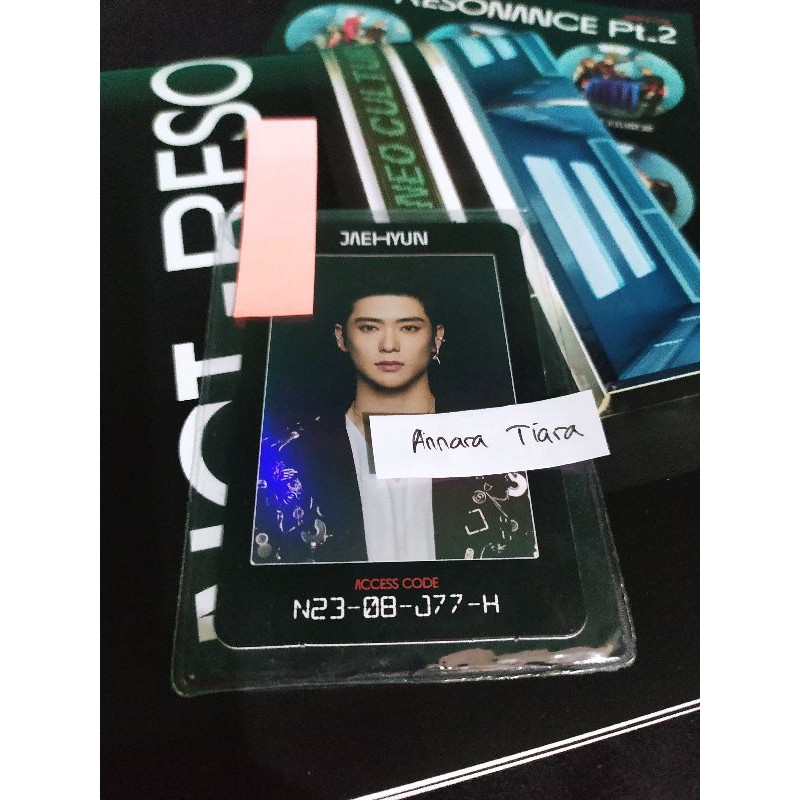 RESONANCE Pt.2
NEO CULTU
RESO
JAEHYUN
Annara Tiara
ACCESS CODE
N23-08-J77-H